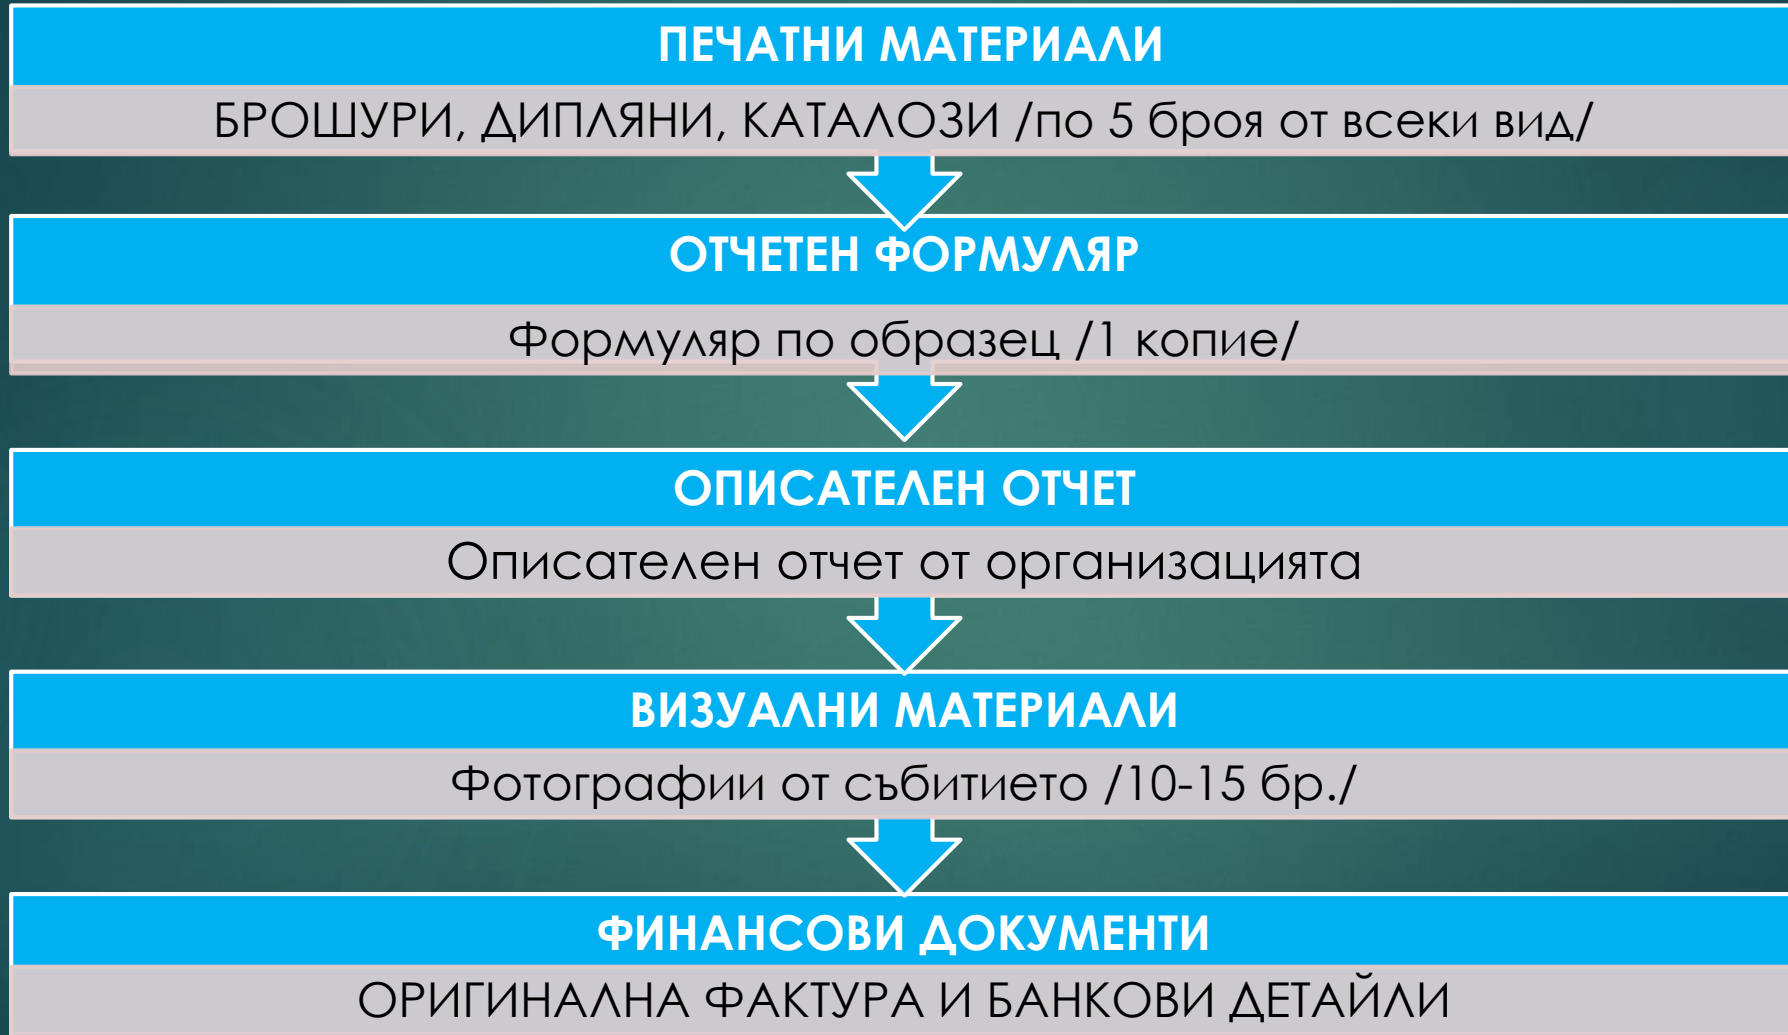 ПЕЧАТНИ МАТЕРИАЛИ
БРОШУРИ, ДИПЛЯНИ, КАТАЛОЗИ /по 5 броя от всеки вид/
ОТЧЕТЕН ФОРМУЛЯР
Формуляр по образец /1 копие/
ОПИСАТЕЛЕН ОТЧЕТ
Описателен отчет от организацията
ВИЗУАЛНИ МАТЕРИАЛИ
Фотографии от събитието /10-15 бр./
ФИНАНСОВИ ДОКУМЕНТИ
ОРИГИНАЛНА ФАКТУРА И БАНКОВИ ДЕТАЙЛИ